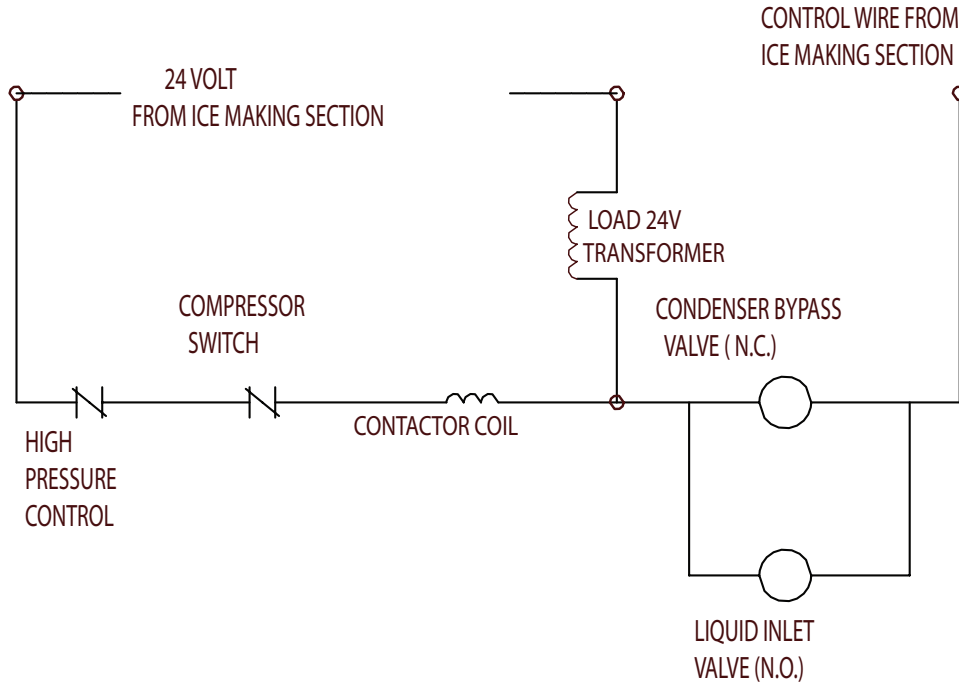 CONTROL WIRE FROM
ICE MAKING SECTION
24 VOLT
FROM ICE MAKING SECTION
LOAD 24V
TRANSFORMER
COMPRESSOR
SWITCH
CONDENSER BYPASS
VALVE ( N.C.)
CONTACTOR COIL
HIGH
PRESSURE
CONTROL
LIQUID INLET
VALVE (N.O.)